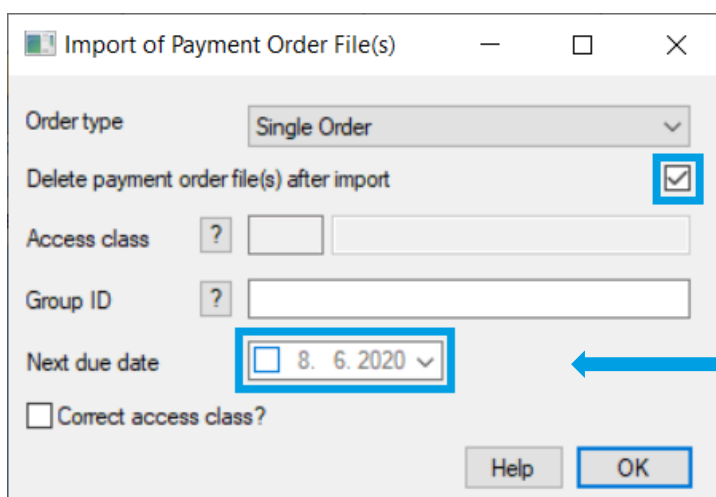 Import of Payment Order File(s)
Order type
Single Order
Delete payment order file(s) after import
Access class ?
Group ID ?
Next due date 8. 6. 2020
Correct access class?
Help OK